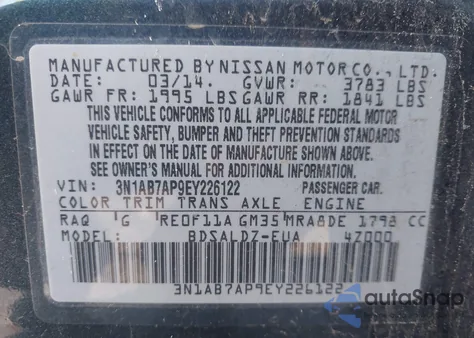 MANUFACTURED BY NISSAN MOTOR CO., LTD.
DATE: 03/14. GVWR: 3783 LBS
GAWR FR: 1995 LBS GAWR RR: 1841 LBS
THIS VEHICLE CONFORMS TO ALL APPLICABLE FEDERAL MOTOR
VEHICLE SAFETY, BUMPER AND THEFT PREVENTION STANDARDS
IN EFFECT ON THE DATE OF MANUFACTURE SHOWN ABOVE.
SEE OWNER'S MANUAL FOR ADDITIONAL INFORMATION.
VIN: 3N1AB7AP9EY226122 PASSENGER CAR.
COLOR TRIM TRANS AXLE ENGINE
RAQ G RE0F11A GM35 MRA8DE 1798 CC
MODEL: BDSALDZ-EUA 4Z000
3N1AB7AP9EY226122
autaSnap